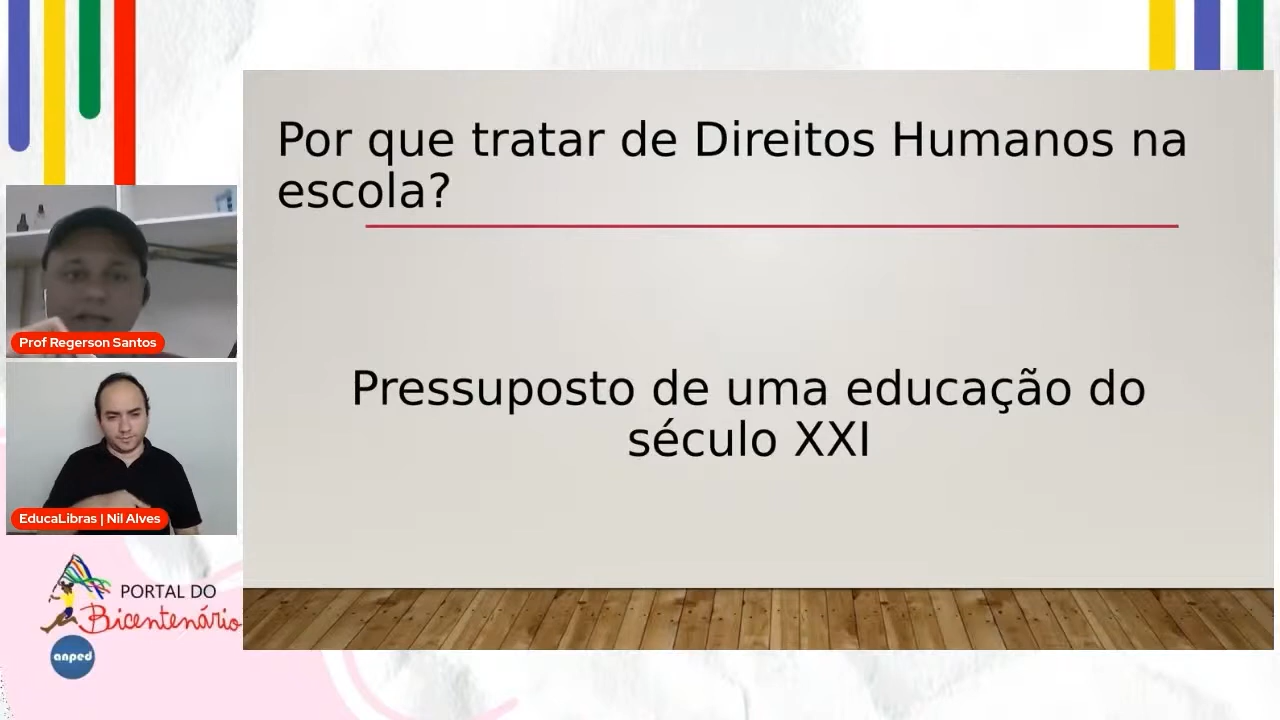 Por que tratar de Direitos Humanos na
escola?
Pressuposto de uma educação do
século XXI
Prof Regerson Santos
EducaLibras | Nil Alves
PORTAL DO
Bicentenário
anped